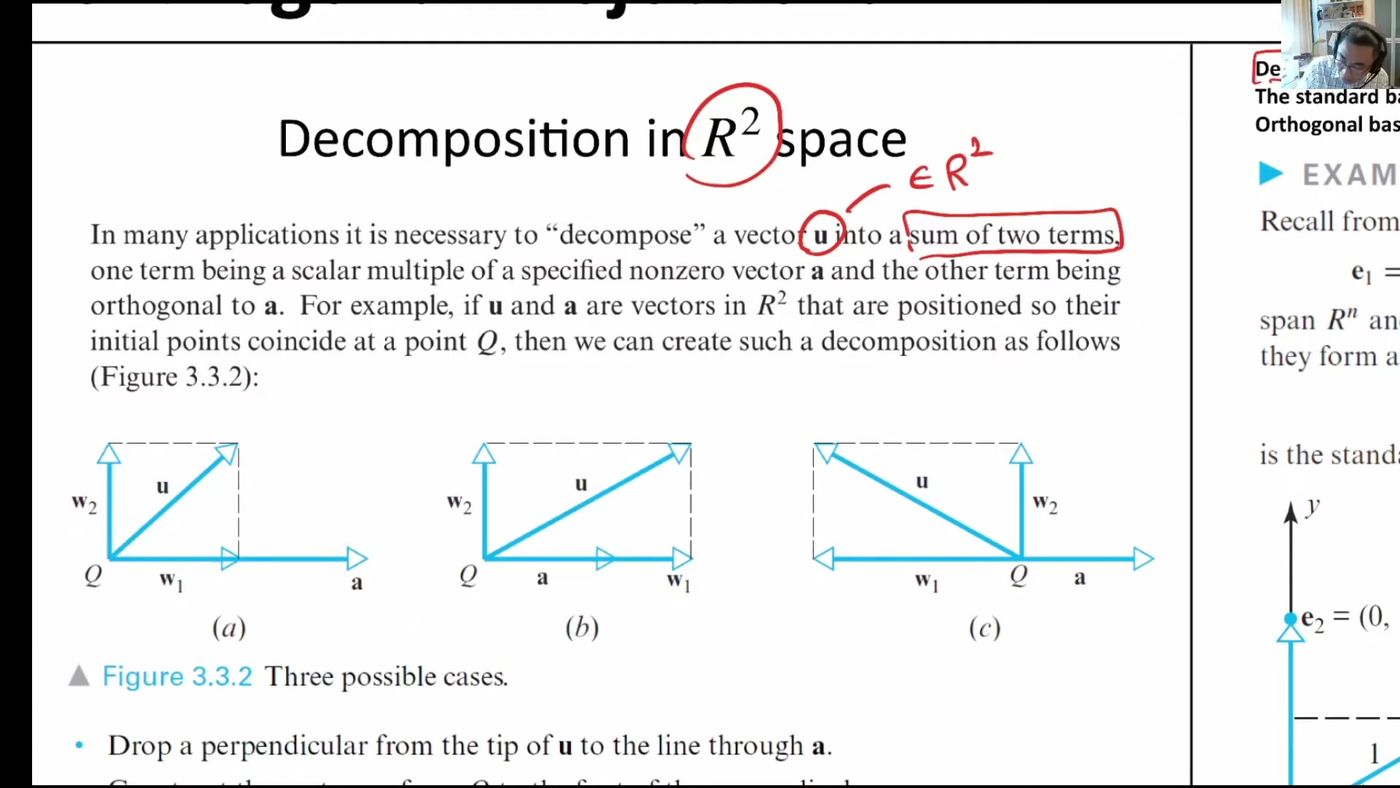 Decomposition in R² space
∈ R²
In many applications it is necessary to “decompose” a vector u into a sum of two terms,
one term being a scalar multiple of a specified nonzero vector a and the other term being
orthogonal to a. For example, if u and a are vectors in R² that are positioned so their
initial points coincide at a point Q, then we can create such a decomposition as follows
(Figure 3.3.2):
w₂ u Q w₁ a
(a)
w₂ u Q a w₁
(b)
u w₂ w₁ Q a
(c)
Figure 3.3.2 Three possible cases.
• Drop a perpendicular from the tip of u to the line through a.
De
The standard ba
Orthogonal bas
EXAM
Recall from
e₁ =
span Rⁿ an
they form a
is the standa
y
e₂ = (0,
1